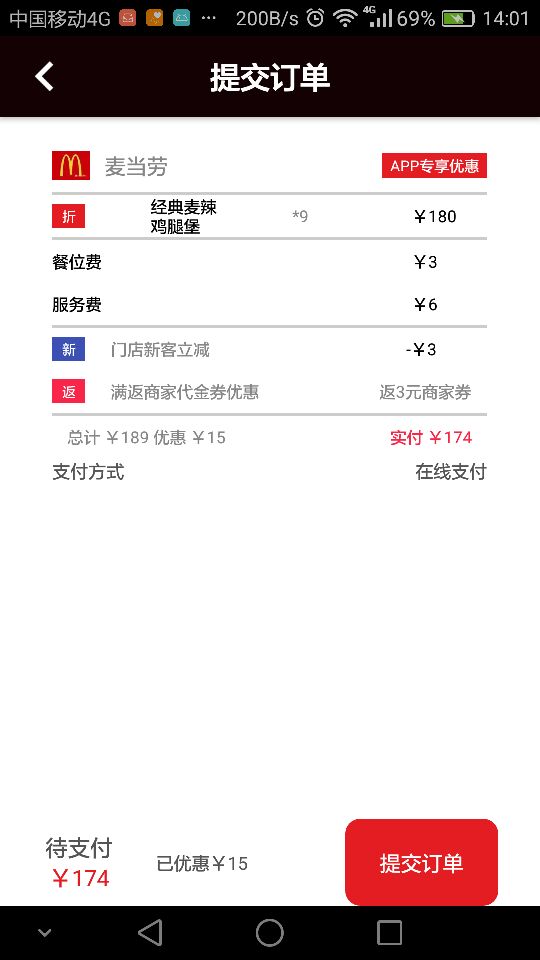 中国移动4G ... 200B/s 4G 69% 14:01
提交订单
麦当劳 APP专享优惠
折 经典麦辣鸡腿堡 *9 ￥180
餐位费 ￥3
服务费 ￥6
新 门店新客立减 -￥3
返 满返商家代金券优惠 返3元商家券
总计 ￥189 优惠 ￥15 实付 ￥174
支付方式 在线支付
待支付
￥174
已优惠￥15
提交订单